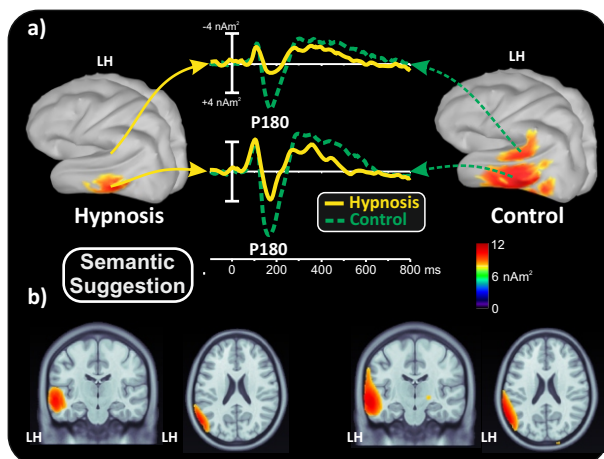 a)
-4 nAm²
LH
LH
+4 nAm²
P180
Hypnosis
Control
Hypnosis
Control
P180
Semantic
Suggestion
. 0 200 400 600 800 ms
12
6 nAm²
0
b)
LH
LH
LH
LH